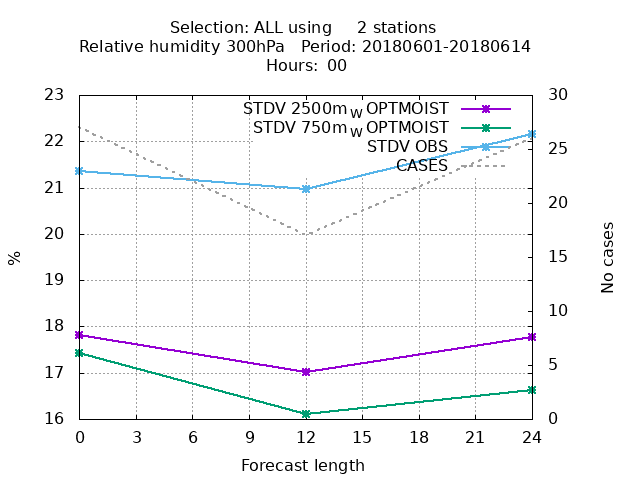 Selection: ALL using     2 stations
Relative humidity 300hPa   Period: 20180601-20180614
Hours: 00
STDV 2500m_W OPTMOIST
STDV 750m_W OPTMOIST
STDV OBS
CASES
23
22
21
20
19
18
17
16
%
30
25
20
15
10
5
0
No cases
0 3 6 9 12 15 18 21 24
Forecast length